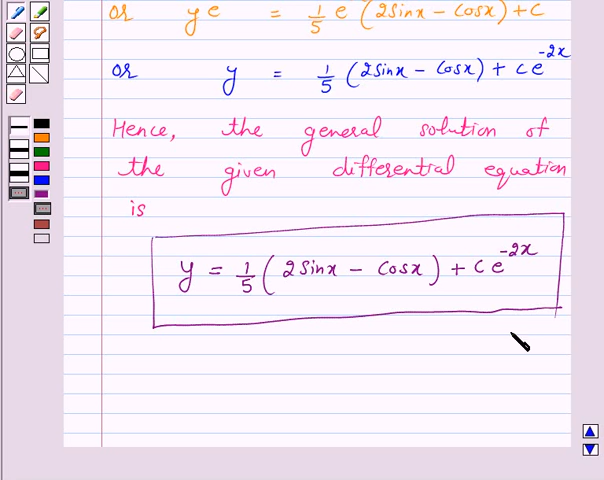 or ye = 1/5 e (2sinx - cosx) + c
or y = 1/5 (2sinx - cosx) + ce^-2x
Hence, the general solution of
the given differential equation
is
y = 1/5 (2sinx - cosx) + ce^-2x